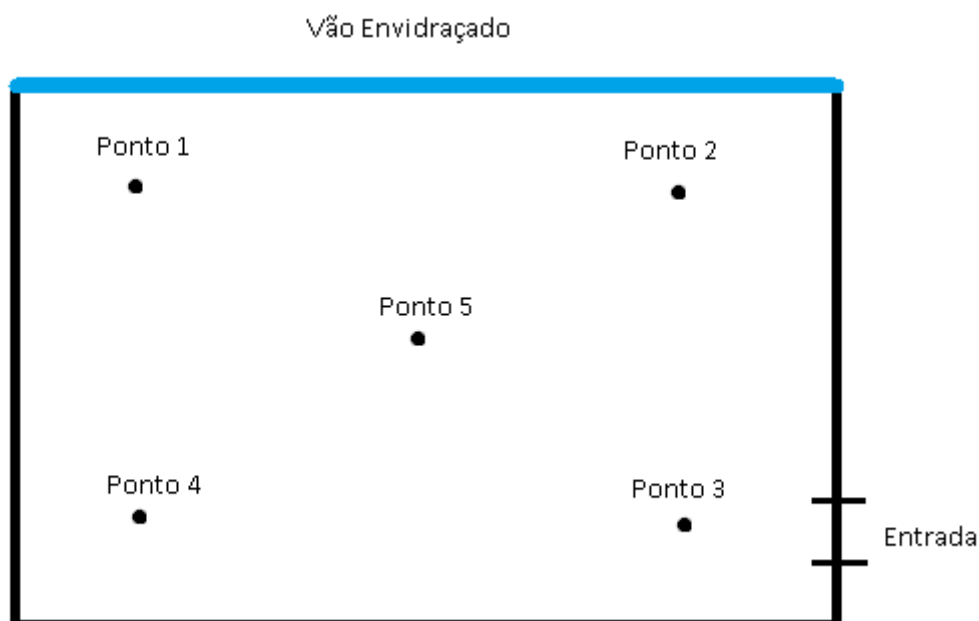 Vão Envidraçado
Ponto 1
Ponto 2
Ponto 5
Ponto 4
Ponto 3
Entrada